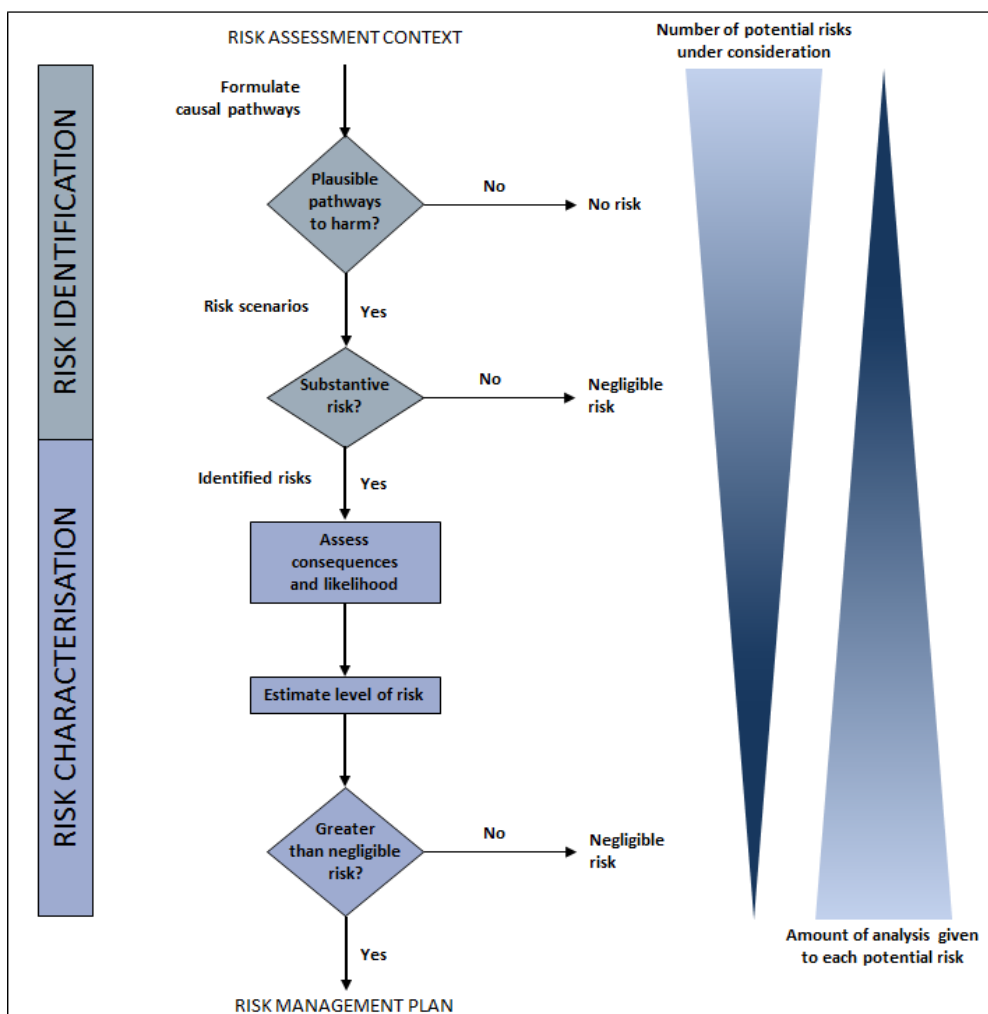 RISK ASSESSMENT CONTEXT
Number of potential risks
under consideration
RISK IDENTIFICATION
Formulate
causal pathways
Plausible
pathways
to harm?
No
No risk
Risk scenarios
Yes
Substantive
risk?
No
Negligible
risk
RISK CHARACTERISATION
Identified risks
Yes
Assess
consequences
and likelihood
Estimate level of risk
Greater
than negligible
risk?
No
Negligible
risk
Amount of analysis given
to each potential risk
Yes
RISK MANAGEMENT PLAN